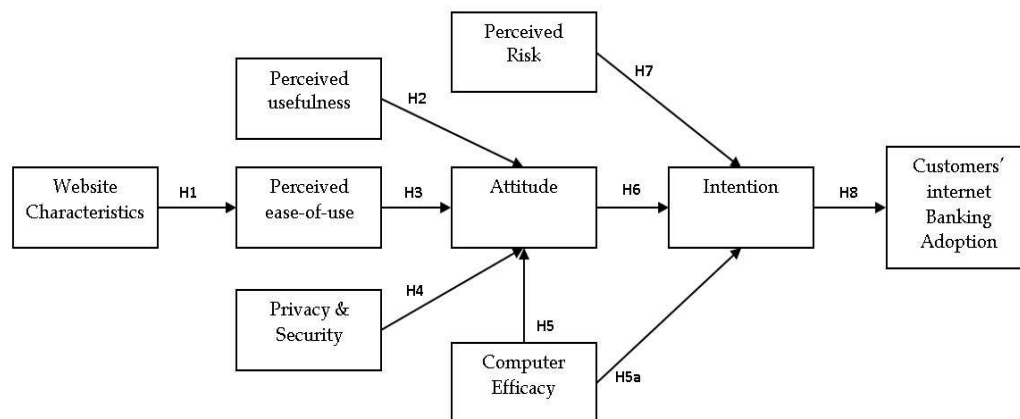 Perceived
Risk
H7
Perceived
usefulness
H2
Website
Characteristics
H1
Perceived
ease-of-use
H3
Attitude
H6
Intention
H8
Customers´
internet
Banking
Adoption
Privacy &
Security
H4
H5
Computer
Efficacy
H5a